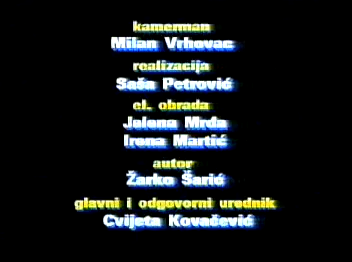 kamerman
Milan Vrhovac
realizacija
Saša Petrović
el. obrada
Jelena Mrđa
Irena Martić
autor
Žarko Šarić
glavni i odgovorni urednik
Cvijeta Kovačević